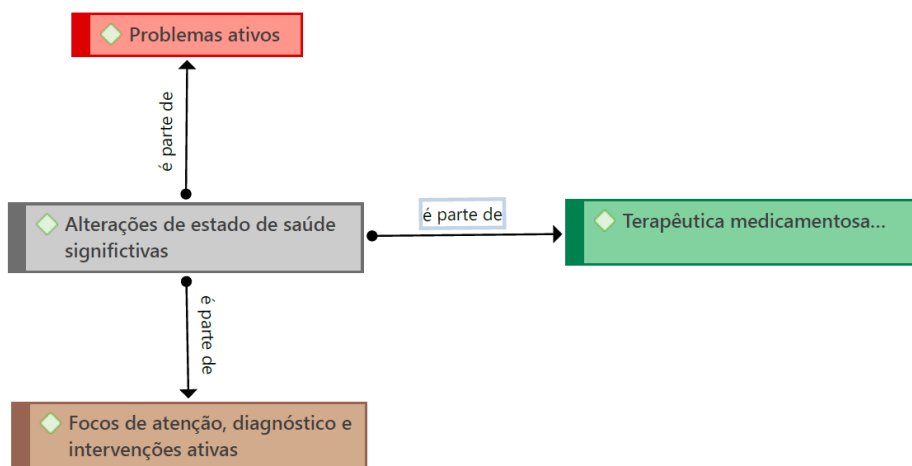 Problemas ativos
é parte de
Alterações de estado de saúde
significtivas
é parte de
Terapêutica medicamentosa...
é parte de
Focos de atenção, diagnóstico e
intervenções ativas